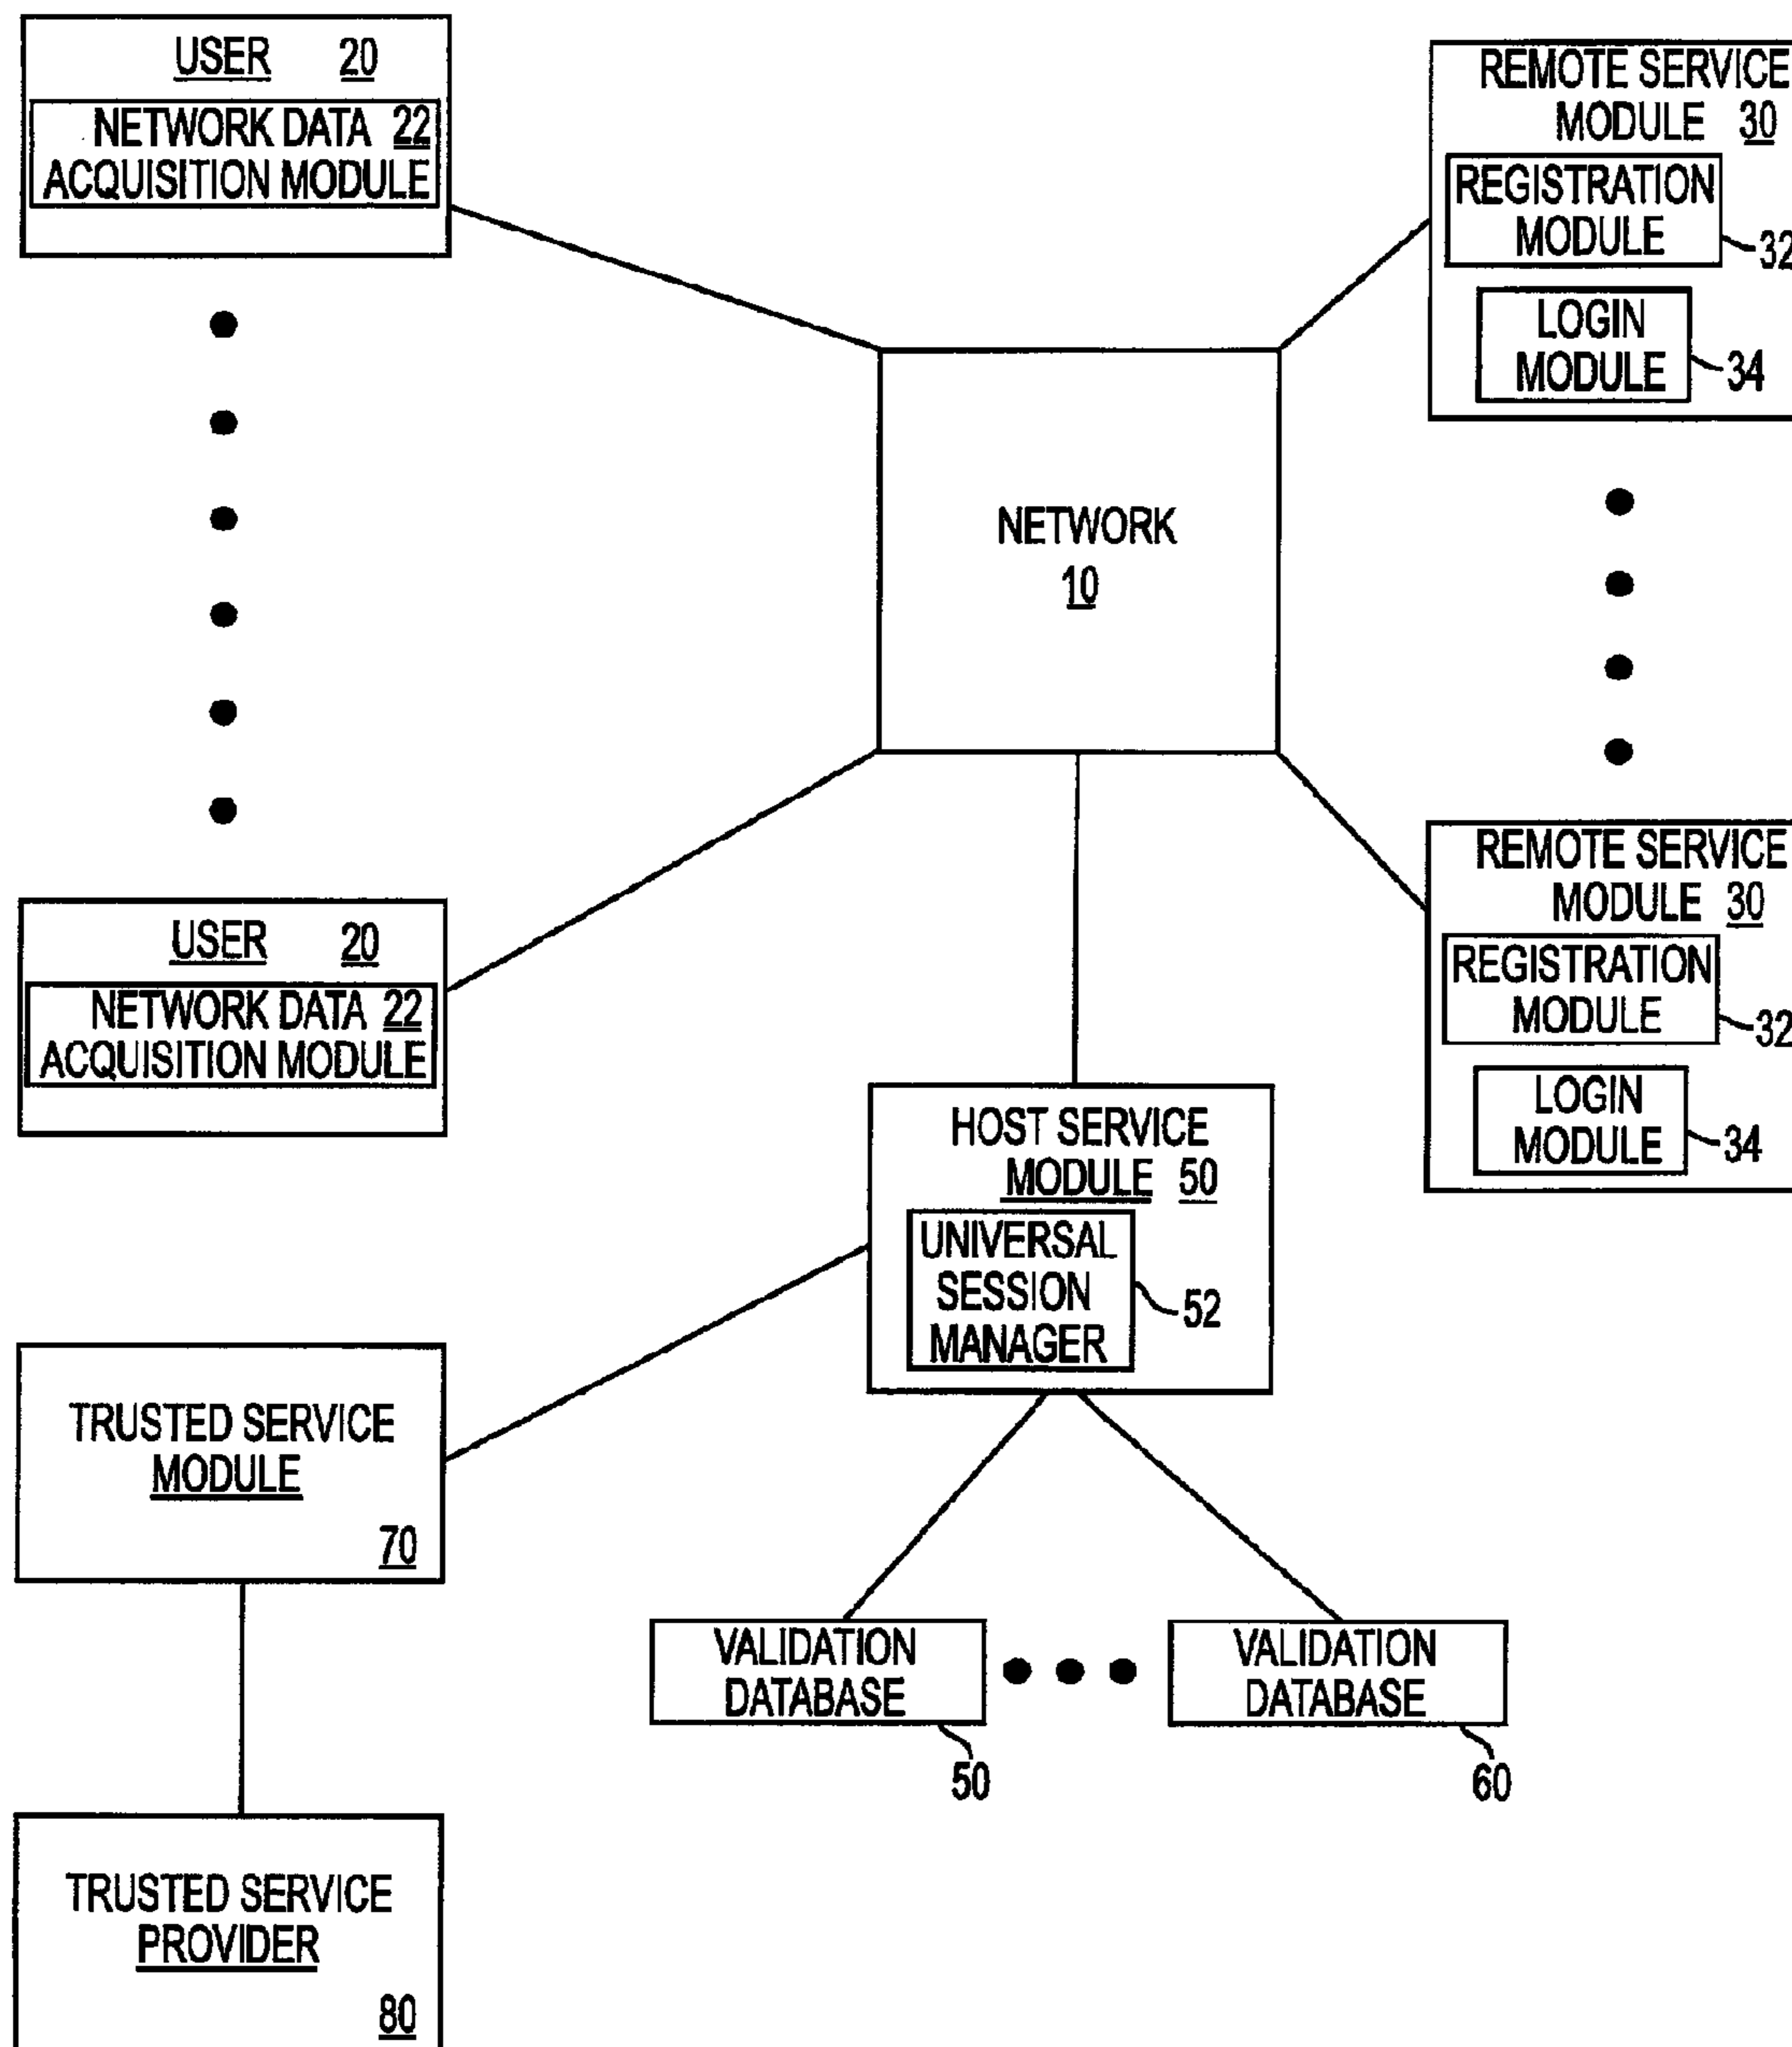 USER 20
NETWORK DATA 22
ACQUISITION MODULE
REMOTE SERVICE
MODULE 30
REGISTRATION
MODULE
32
LOGIN
MODULE
34
NETWORK
10
USER 20
NETWORK DATA 22
ACQUISITION MODULE
REMOTE SERVICE
MODULE 30
REGISTRATION
MODULE
32
LOGIN
MODULE
34
HOST SERVICE
MODULE 50
UNIVERSAL
SESSION
MANAGER
52
TRUSTED SERVICE
MODULE
70
VALIDATION
DATABASE
50
VALIDATION
DATABASE
60
TRUSTED SERVICE
PROVIDER
80